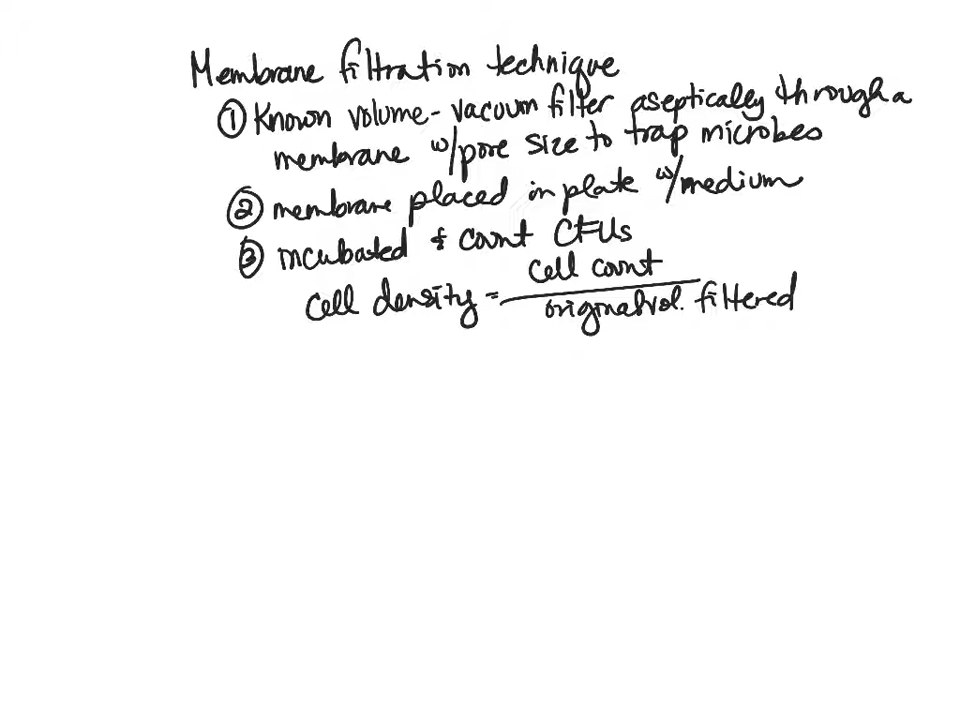 Membrane filtration technique
① Known volume - vacuum filter aseptically through a
membrane w/pore size to trap microbes
② membrane placed in plate w/medium
③ incubated & count CFUs
cell density = cell count
original vol. filtered